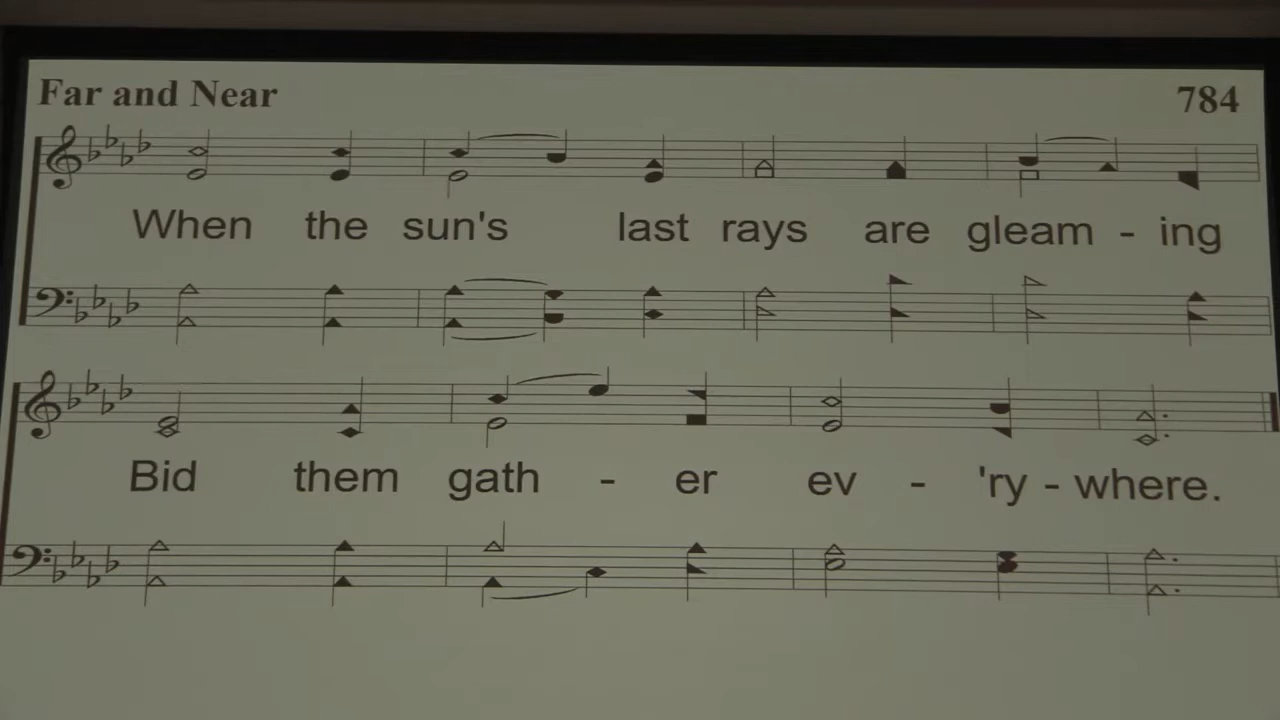 Far and Near 784
When the sun's last rays are gleam - ing
Bid them gath - er ev - 'ry - where.